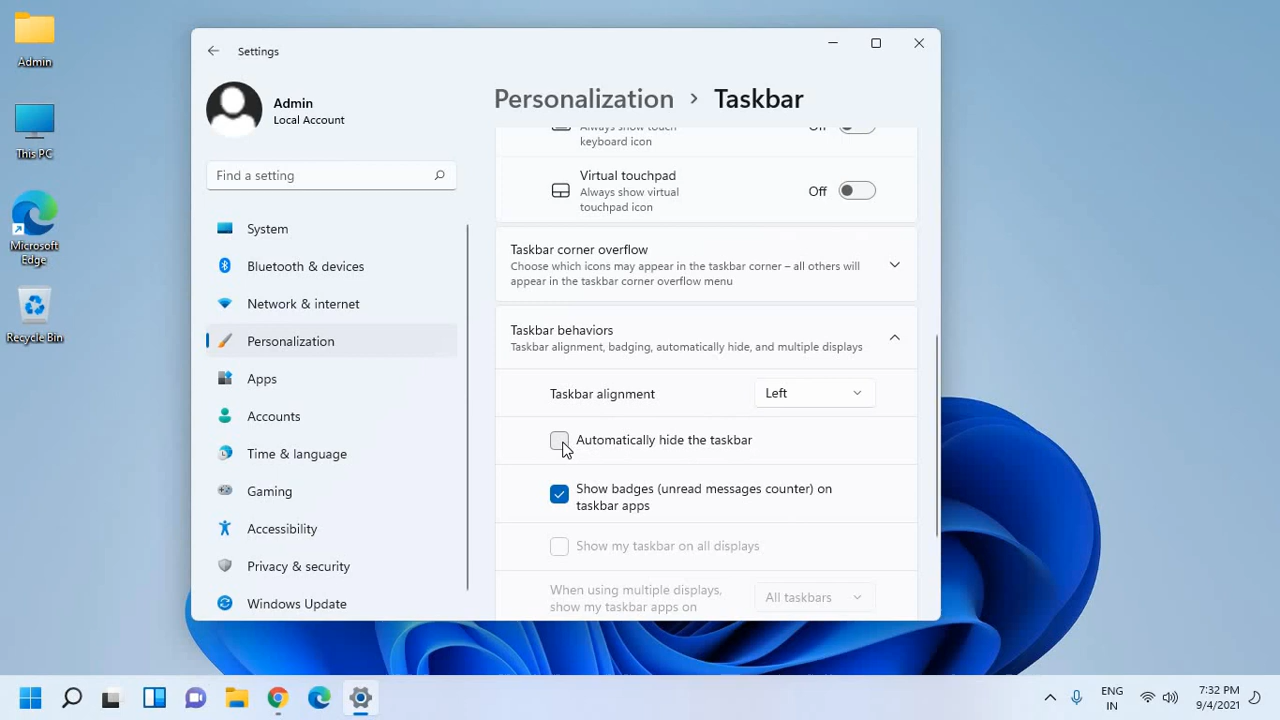 Admin
This PC
Microsoft
Edge
Recycle Bin
Settings
Admin
Local Account
Find a setting
System
Bluetooth & devices
Network & internet
Personalization
Apps
Accounts
Time & language
Gaming
Accessibility
Privacy & security
Windows Update
Personalization > Taskbar
Always show touch
keyboard icon
Off
Virtual touchpad
Always show virtual
touchpad icon
Off
Taskbar corner overflow
Choose which icons may appear in the taskbar corner – all others will
appear in the taskbar corner overflow menu
Taskbar behaviors
Taskbar alignment, badging, automatically hide, and multiple displays
Taskbar alignment
Left
Automatically hide the taskbar
Show badges (unread messages counter) on
taskbar apps
Show my taskbar on all displays
When using multiple displays,
show my taskbar apps on
All taskbars
ENG
IN
7:32 PM
9/4/2021